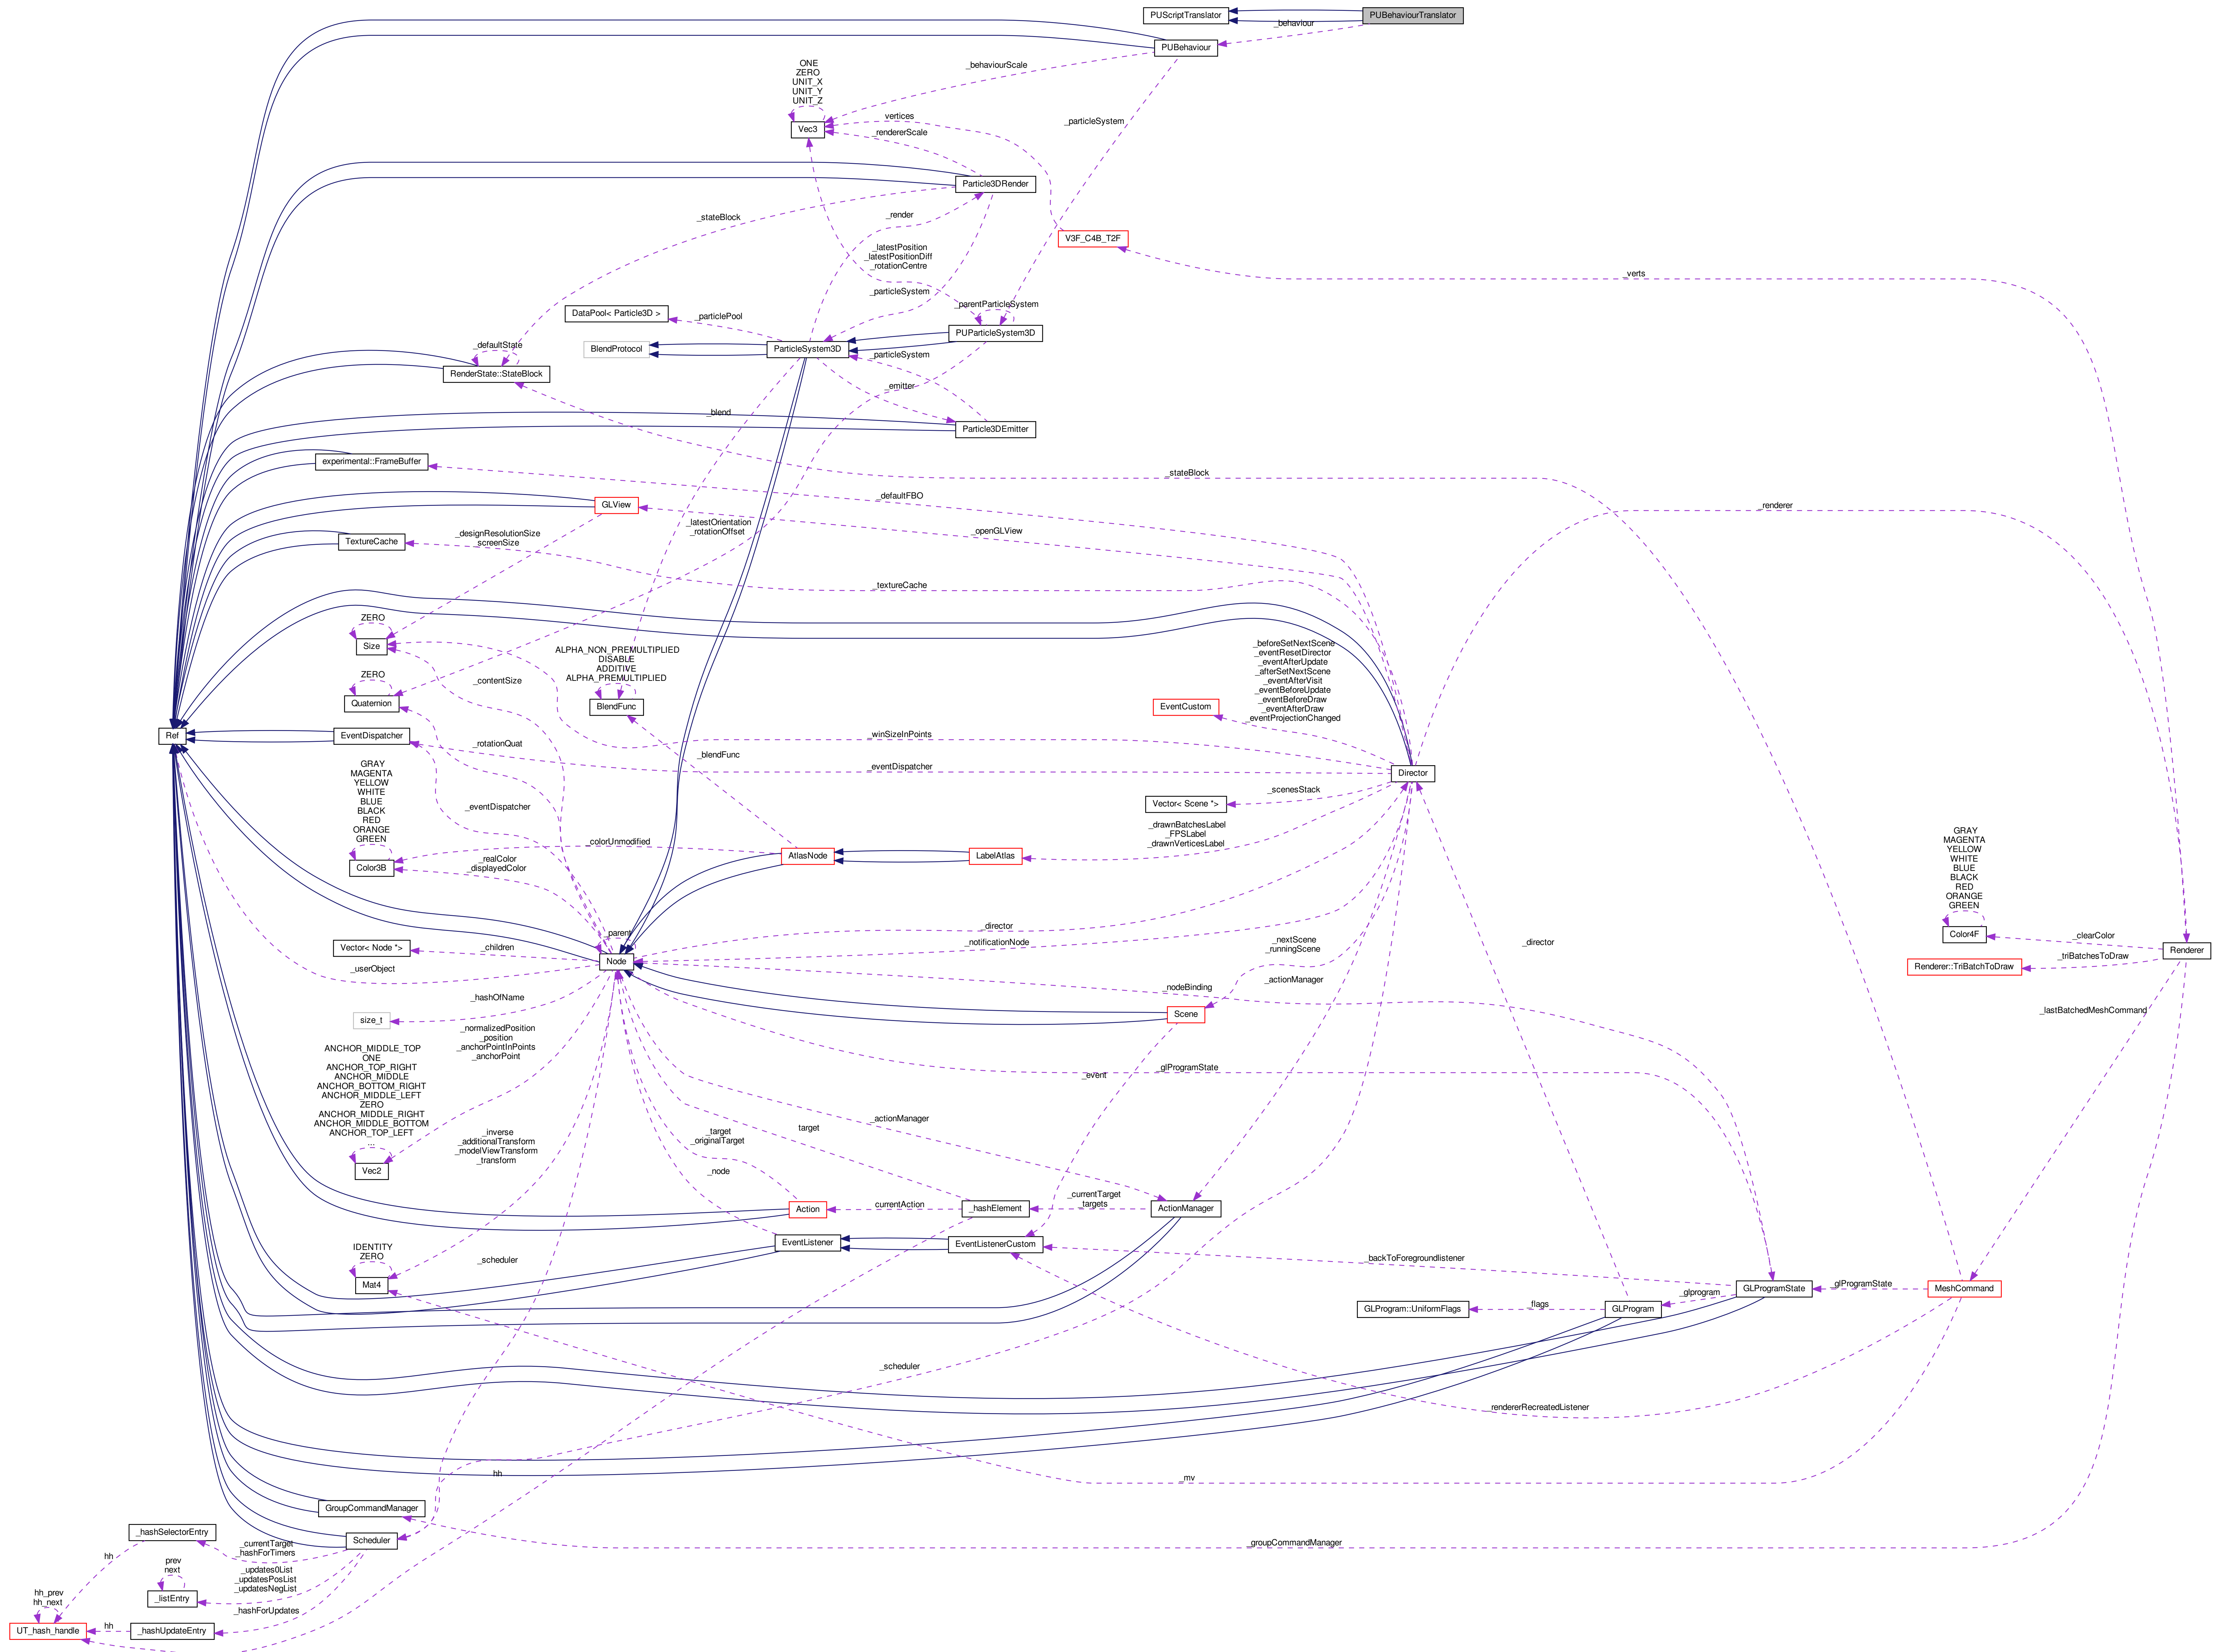 PUScriptTranslator
PUBehaviourTranslator
_behaviour
PUBehaviour
ONE
ZERO
UNIT_X
UNIT_Y
UNIT_Z
_behaviourScale
Vec3
vertices
_rendererScale
_particleSystem
Particle3DRender
_stateBlock
_render
V3F_C4B_T2F
_latestPosition
_latestPositionDiff
_rotationCentre
_verts
_particleSystem
DataPool< Particle3D >
_particlePool
_parentParticleSystem
PUParticleSystem3D
BlendProtocol
ParticleSystem3D
_particleSystem
_defaultState
RenderState::StateBlock
_emitter
_blend
Particle3DEmitter
experimental::FrameBuffer
_stateBlock
_defaultFBO
GLView
_renderer
_designResolutionSize
_screenSize
_latestOrientation
_rotationOffset
_openGLView
TextureCache
_textureCache
ZERO
Size
ZERO
Quaternion
_contentSize
ALPHA_NON_PREMULTIPLIED
DISABLE
ADDITIVE
ALPHA_PREMULTIPLIED
BlendFunc
_beforeSetNextScene
_eventResetDirector
_eventAfterUpdate
_afterSetNextScene
_eventAfterVisit
_eventBeforeUpdate
_eventBeforeDraw
_eventAfterDraw
_eventProjectionChanged
EventCustom
Ref
EventDispatcher
_rotationQuat
_blendFunc
_winSizeInPoints
_eventDispatcher
Director
GRAY
MAGENTA
YELLOW
WHITE
BLUE
BLACK
RED
ORANGE
GREEN
Color3B
_eventDispatcher
_scenesStack
Vector< Scene *>
_drawnBatchesLabel
_FPSLabel
_drawnVerticesLabel
_colorUnmodified
AtlasNode
LabelAtlas
_realColor
_displayedColor
GRAY
MAGENTA
YELLOW
WHITE
BLUE
BLACK
RED
ORANGE
GREEN
Color4F
_clearColor
Renderer
_parent
_director
_notificationNode
_nextScene
_runningScene
Vector< Node *>
_children
Node
_userObject
Renderer::TriBatchToDraw
_triBatchesToDraw
_actionManager
_nodeBinding
_hashOfName
size_t
Scene
_lastBatchedMeshCommand
_normalizedPosition
_position
_anchorPointInPoints
_anchorPoint
ANCHOR_MIDDLE_TOP
ONE
ANCHOR_TOP_RIGHT
ANCHOR_MIDDLE
ANCHOR_BOTTOM_RIGHT
ANCHOR_MIDDLE_LEFT
ZERO
ANCHOR_MIDDLE_RIGHT
ANCHOR_MIDDLE_BOTTOM
ANCHOR_TOP_LEFT
...
Vec2
_event
_glProgramState
_actionManager
_inverse
_additionalTransform
_modelViewTransform
_transform
_target
_originalTarget
target
_node
Action
currentAction
_hashElement
_currentTarget
_targets
ActionManager
IDENTITY
ZERO
Mat4
_scheduler
EventListener
EventListenerCustom
_backToForegroundlistener
GLProgramState
_glProgramState
MeshCommand
_director
GLProgram::UniformFlags
_flags
GLProgram
_glprogram
_scheduler
_rendererRecreatedListener
hh
_mv
GroupCommandManager
_hashSelectorEntry
Scheduler
_currentTarget
_hashForTimers
_groupCommandManager
hh
prev
next
_listEntry
_updates0List
_updatesPosList
_updatesNegList
_hashForUpdates
hh_prev
hh_next
UT_hash_handle
hh
_hashUpdateEntry